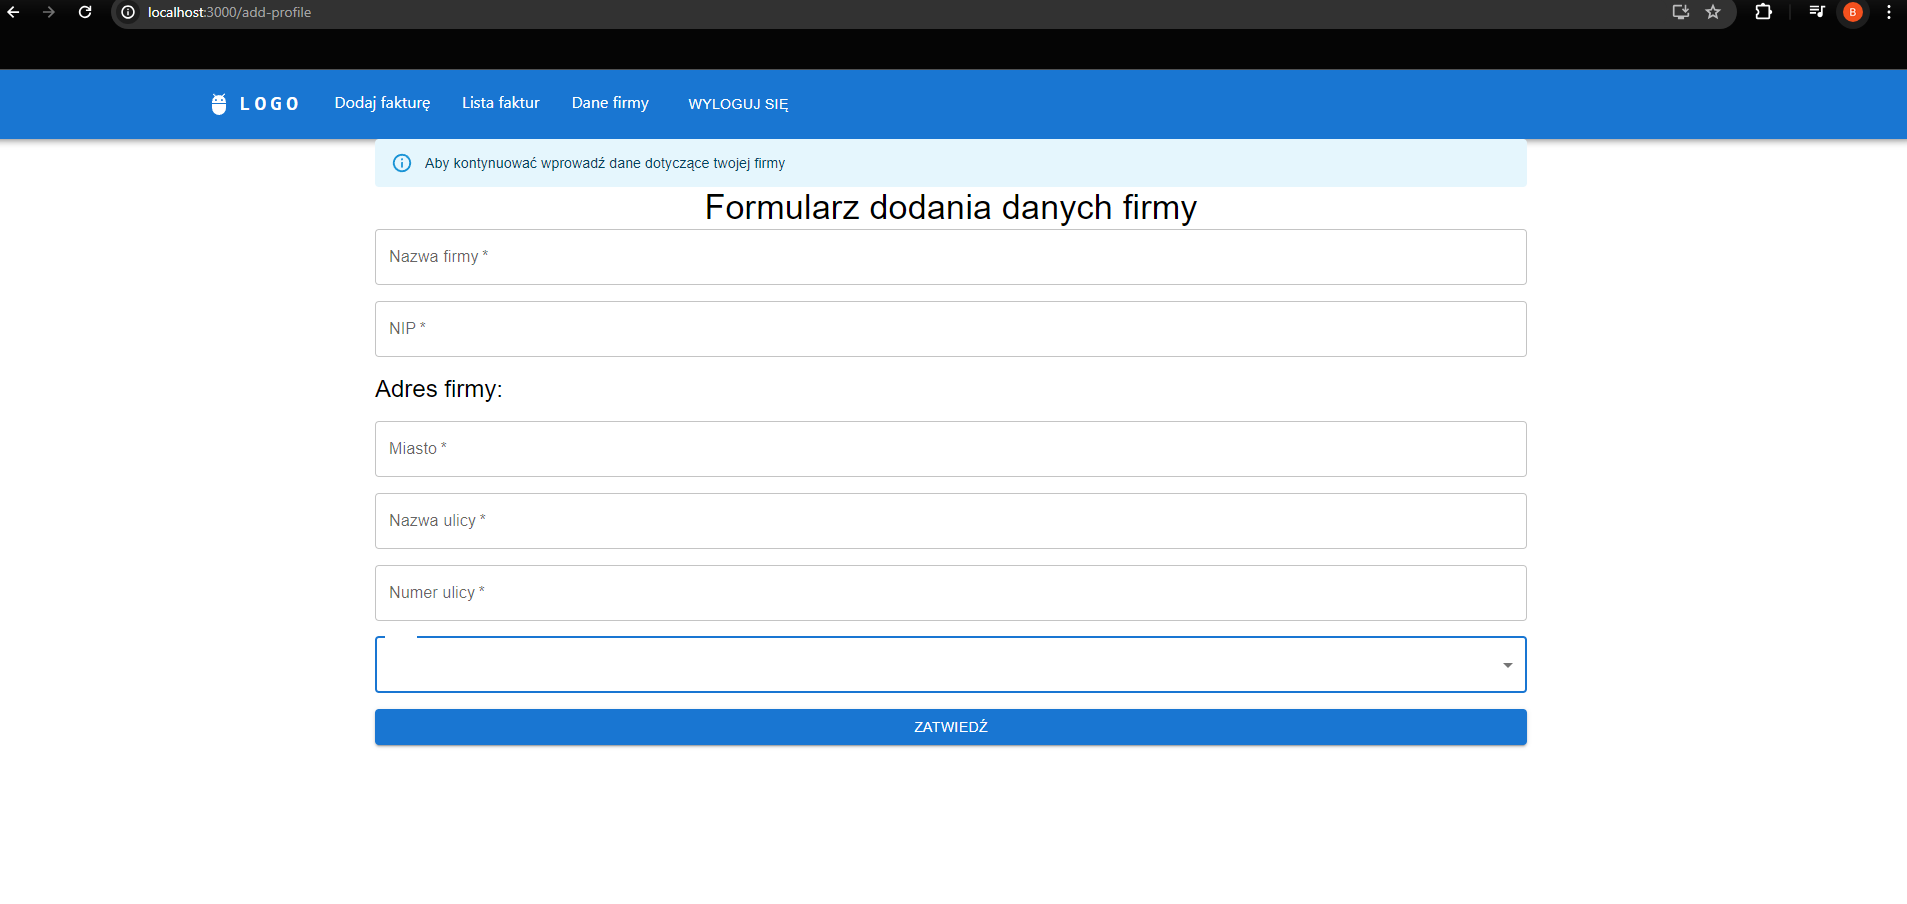 localhost:3000/add-profile
B
LOGO Dodaj fakturę Lista faktur Dane firmy WYLOGUJ SIĘ
Aby kontynuować wprowadź dane dotyczące twojej firmy
Formularz dodania danych firmy
Nazwa firmy *
NIP *
Adres firmy:
Miasto *
Nazwa ulicy *
Numer ulicy *
ZATWIEDŹ